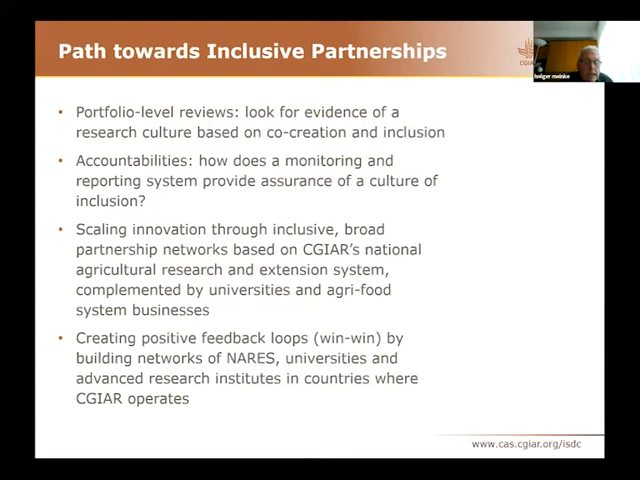 Path towards Inclusive Partnerships
CGIAR
holger meinke
• Portfolio-level reviews: look for evidence of a
research culture based on co-creation and inclusion
• Accountabilities: how does a monitoring and
reporting system provide assurance of a culture of
inclusion?
• Scaling innovation through inclusive, broad
partnership networks based on CGIAR's national
agricultural research and extension system,
complemented by universities and agri-food
system businesses
• Creating positive feedback loops (win-win) by
building networks of NARES, universities and
advanced research institutes in countries where
CGIAR operates
www.cas.cgiar.org/isdc